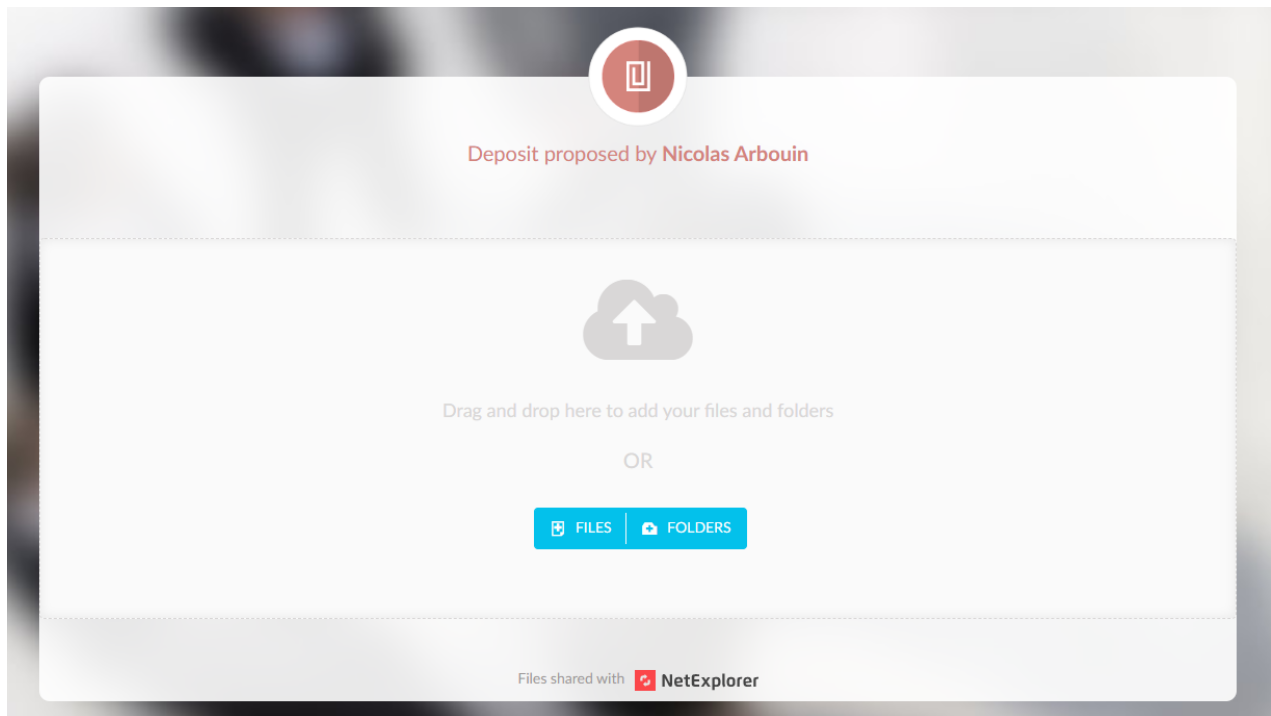 Deposit proposed by Nicolas Arbouin
Drag and drop here to add your files and folders
OR
FILES FOLDERS
Files shared with NetExplorer